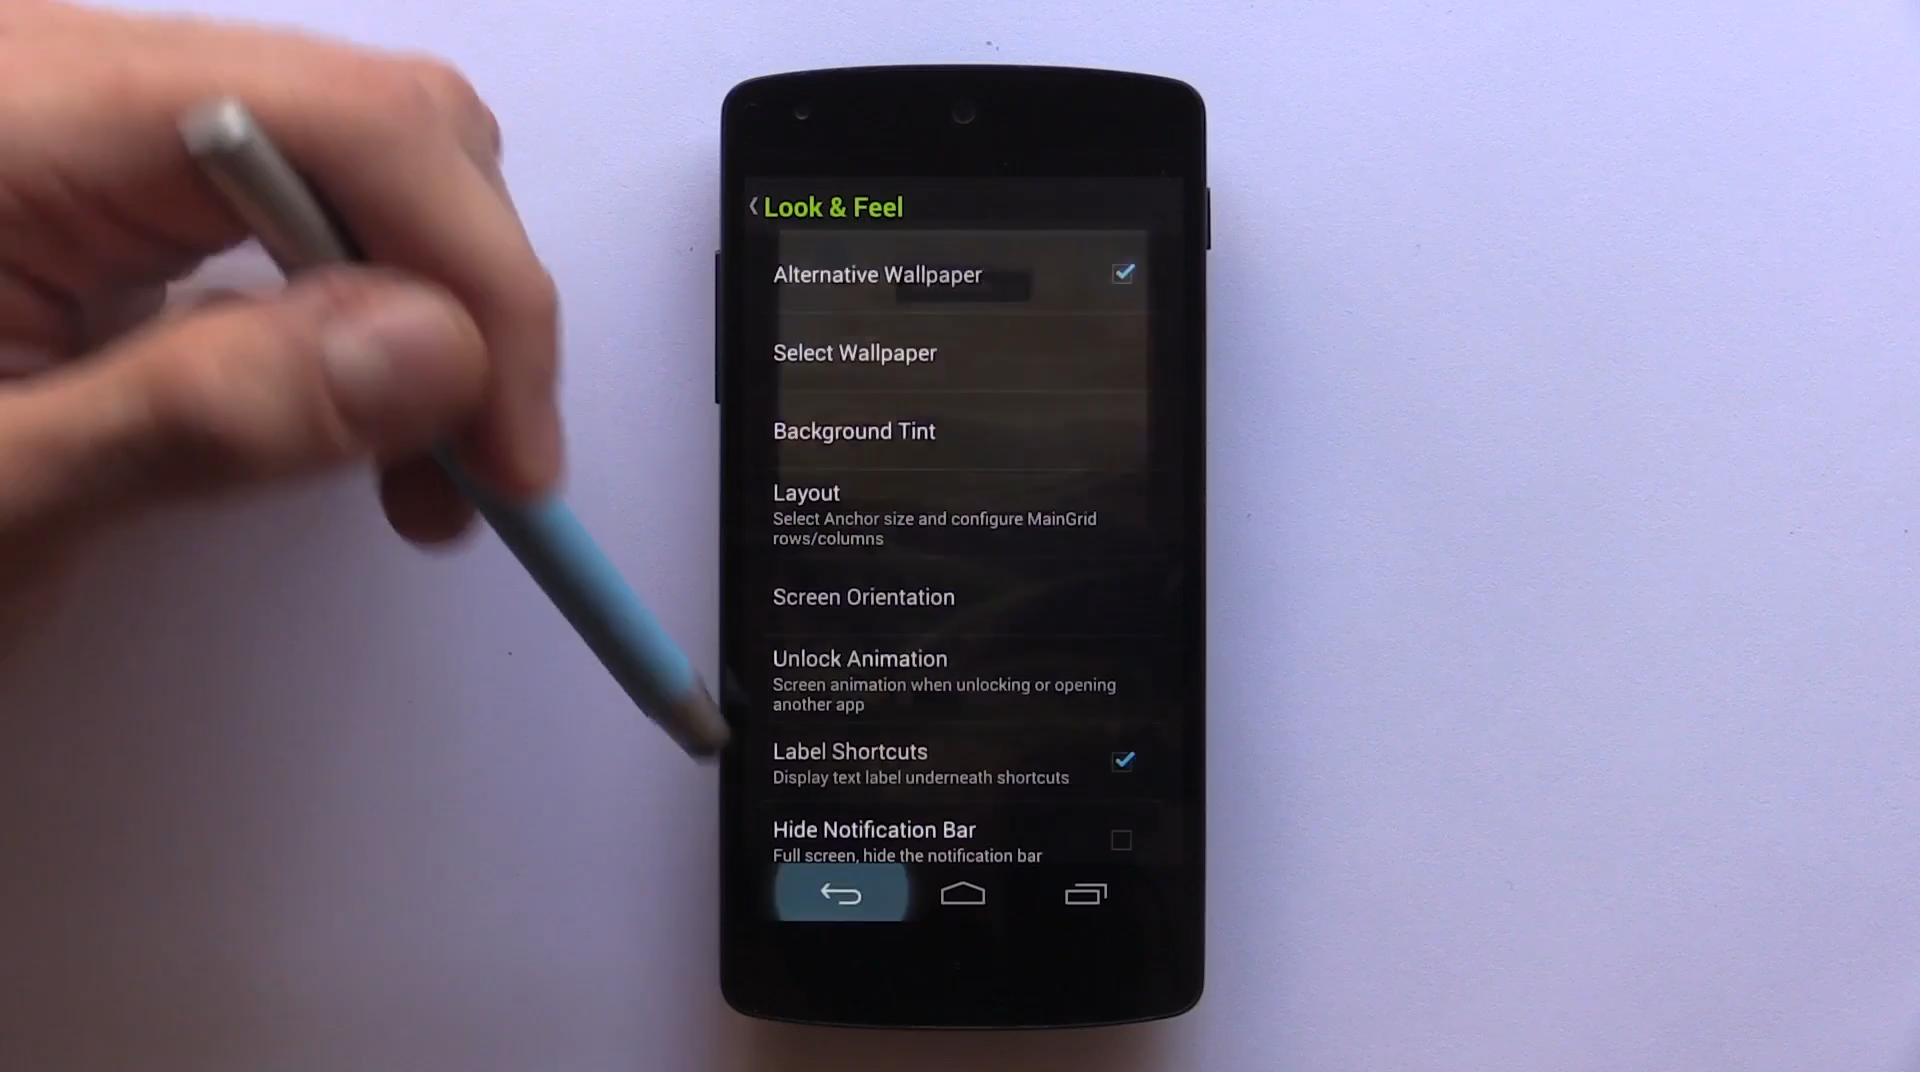 Look & Feel
Alternative Wallpaper
Select Wallpaper
Background Tint
Layout
Select Anchor size and configure MainGrid
rows/columns
Screen Orientation
Unlock Animation
Screen animation when unlocking or opening
another app
Label Shortcuts
Display text label underneath shortcuts
Hide Notification Bar
Full screen, hide the notification bar